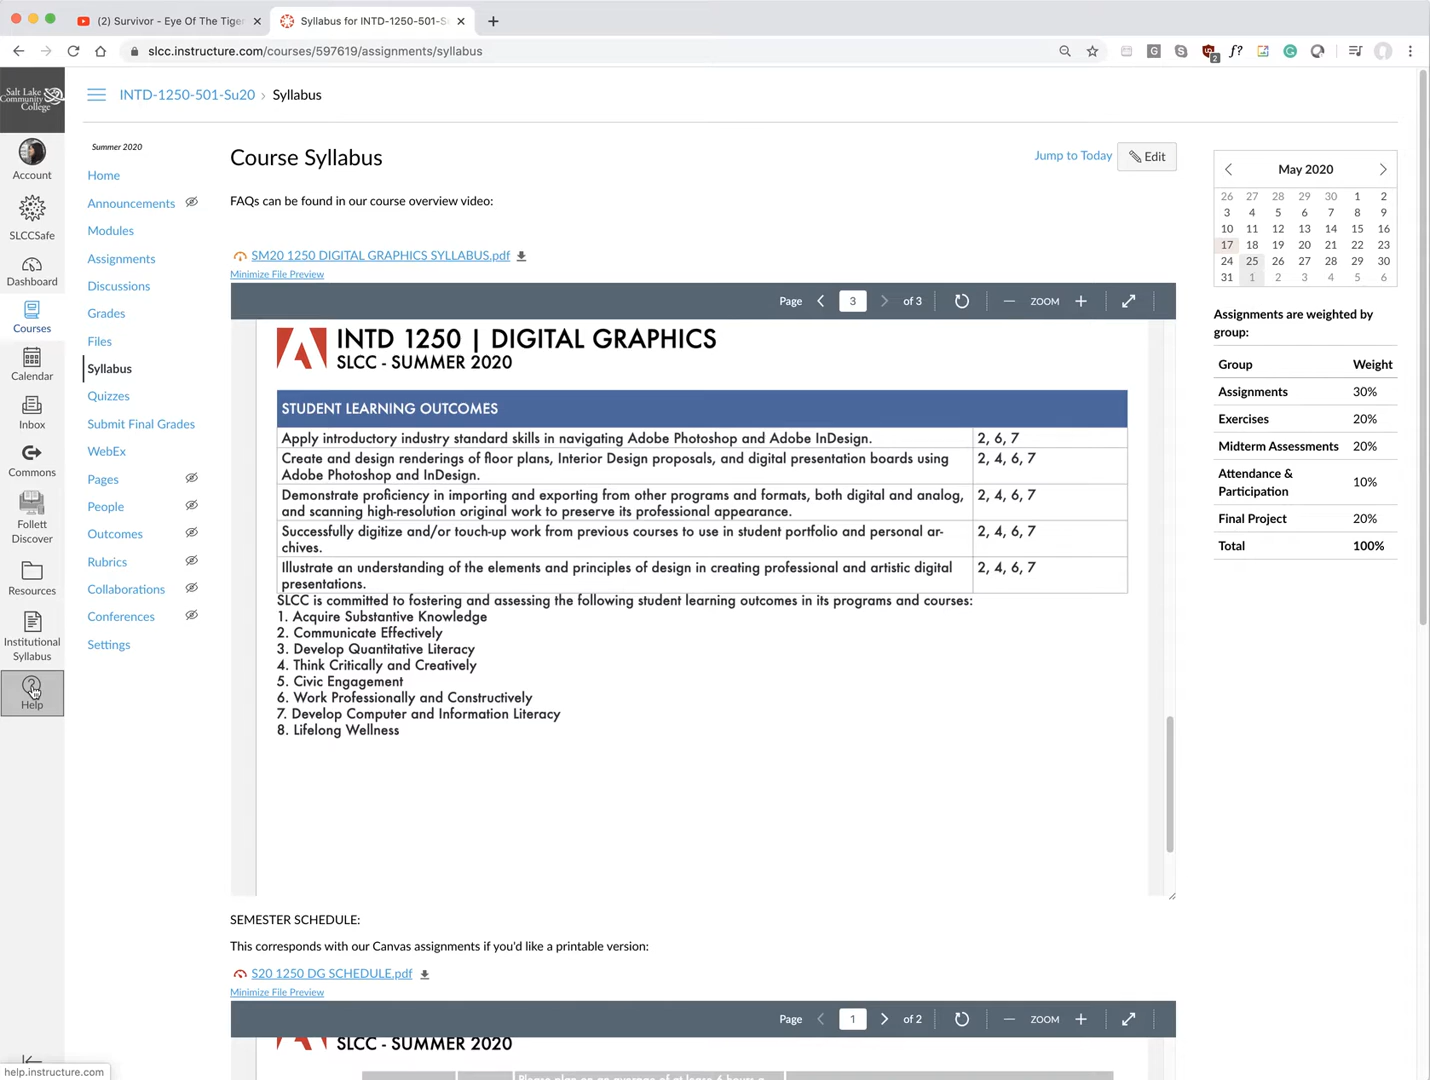 (2) Survivor - Eye Of The Tiger
Syllabus for INTD-1250-501-S
slcc.instructure.com/courses/597619/assignments/syllabus
Salt Lake
Community
College
Account
SLCCSafe
Dashboard
Courses
Calendar
Inbox
Commons
Follett
Discover
Resources
Institutional
Syllabus
Help
help.instructure.com
INTD-1250-501-Su20 › Syllabus
Summer 2020
Home
Announcements
Modules
Assignments
Discussions
Grades
Files
Syllabus
Quizzes
Submit Final Grades
WebEx
Pages
People
Outcomes
Rubrics
Collaborations
Conferences
Settings
Course Syllabus
Jump to Today
Edit
FAQs can be found in our course overview video:
SM20 1250 DIGITAL GRAPHICS SYLLABUS.pdf
Minimize File Preview
Page 3 of 3 ZOOM
INTD 1250 | DIGITAL GRAPHICS
SLCC - SUMMER 2020
STUDENT LEARNING OUTCOMES
Apply introductory industry standard skills in navigating Adobe Photoshop and Adobe InDesign. 2, 6, 7
Create and design renderings of floor plans, Interior Design proposals, and digital presentation boards using 2, 4, 6, 7
Adobe Photoshop and InDesign.
Demonstrate proficiency in importing and exporting from other programs and formats, both digital and analog, 2, 4, 6, 7
and scanning high-resolution original work to preserve its professional appearance.
Successfully digitize and/or touch-up work from previous courses to use in student portfolio and personal ar- 2, 4, 6, 7
chives.
Illustrate an understanding of the elements and principles of design in creating professional and artistic digital 2, 4, 6, 7
presentations.
SLCC is committed to fostering and assessing the following student learning outcomes in its programs and courses:
1. Acquire Substantive Knowledge
2. Communicate Effectively
3. Develop Quantitative Literacy
4. Think Critically and Creatively
5. Civic Engagement
6. Work Professionally and Constructively
7. Develop Computer and Information Literacy
8. Lifelong Wellness
SEMESTER SCHEDULE:
This corresponds with our Canvas assignments if you'd like a printable version:
S20 1250 DG SCHEDULE.pdf
Minimize File Preview
Page 1 of 2 ZOOM
SLCC - SUMMER 2020
May 2020
26 27 28 29 30 1 2
3 4 5 6 7 8 9
10 11 12 13 14 15 16
17 18 19 20 21 22 23
24 25 26 27 28 29 30
31 1 2 3 4 5 6
Assignments are weighted by
group:
Group Weight
Assignments 30%
Exercises 20%
Midterm Assessments 20%
Attendance &
Participation 10%
Final Project 20%
Total 100%